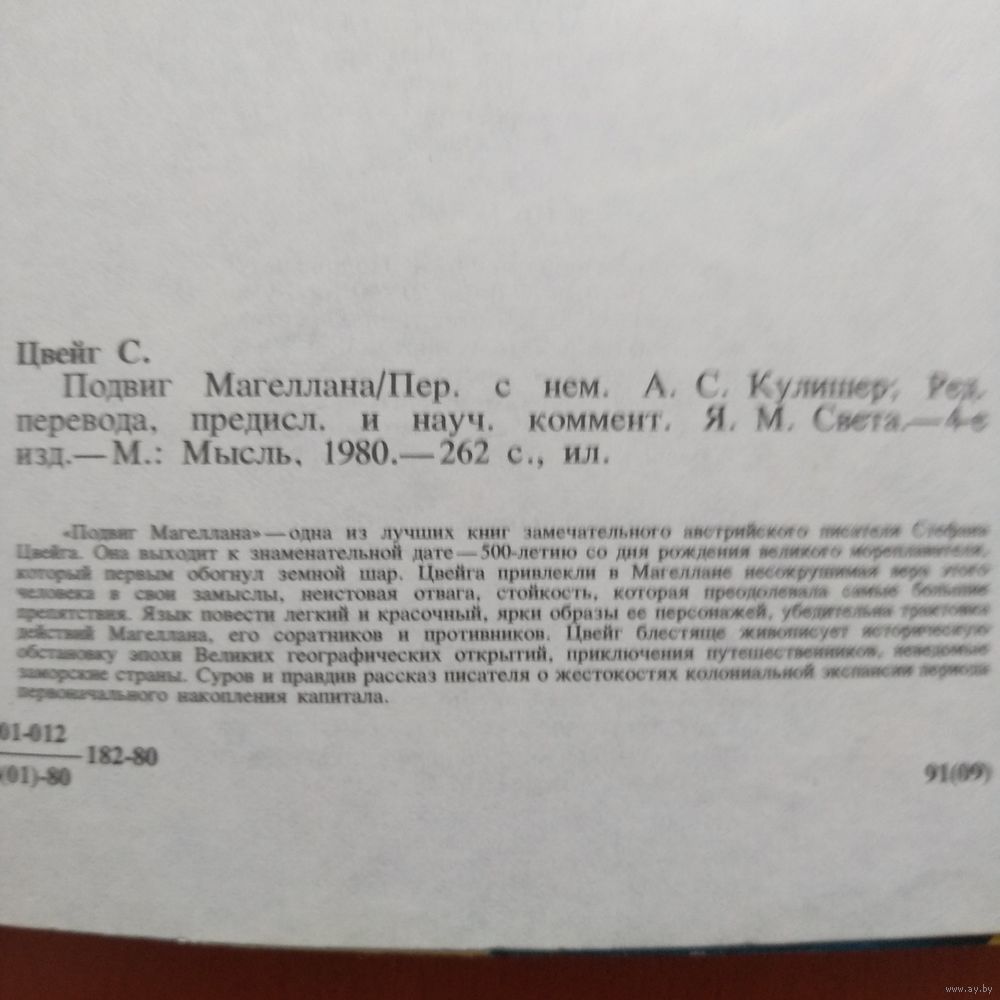 Цвейг С.
Подвиг Магеллана/Пер. с нем. А. С. Кулишер; Ред.
перевода, предисл. и науч. коммент. Я. М. Света.—4-е
изд.—М.: Мысль, 1980.—262 с., ил.
«Подвиг Магеллана»—одна из лучших книг замечательного австрийского писателя Стефана
Цвейга. Она выходит к знаменательной дате—500-летию со дня рождения великого мореплавателя,
который первым обогнул земной шар. Цвейга привлекли в Магеллане несокрушимая вера этого
человека в свои замыслы, неистовая отвага, стойкость, которая преодолевала самые большие
препятствия. Язык повести легкий и красочный, ярки образы ее персонажей, убедительна трактовка
действий Магеллана, его соратников и противников. Цвейг блестяще живописует историческую
обстановку эпохи Великих географических открытий, приключения путешественников, неведомые
заморские страны. Суров и правдив рассказ писателя о жестокостях колониальной экспансии периода
первоначального накопления капитала.
01-012
182-80
(01)-80
91(09)
www.ay.by